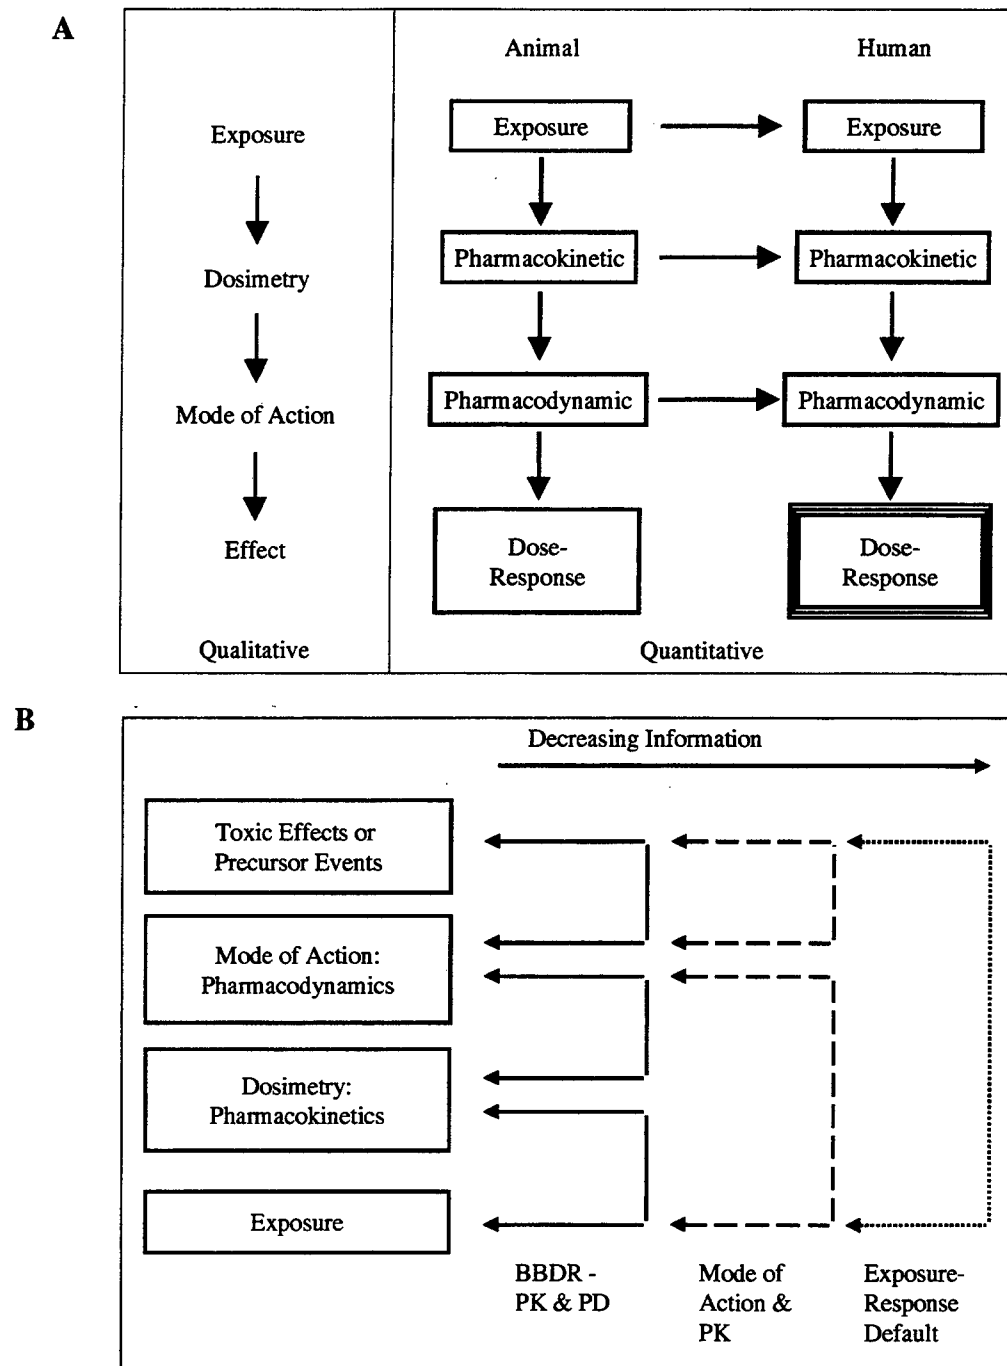 A
Animal
Human
Exposure
Dosimetry
Mode of Action
Effect
Qualitative
Exposure
Exposure
Pharmacokinetic
Pharmacokinetic
Pharmacodynamic
Pharmacodynamic
Dose-
Response
Dose-
Response
Quantitative
B
Decreasing Information
Toxic Effects or
Precursor Events
Mode of Action:
Pharmacodynamics
Dosimetry:
Pharmacokinetics
Exposure
BBDR -
PK & PD
Mode of
Action &
PK
Exposure-
Response
Default